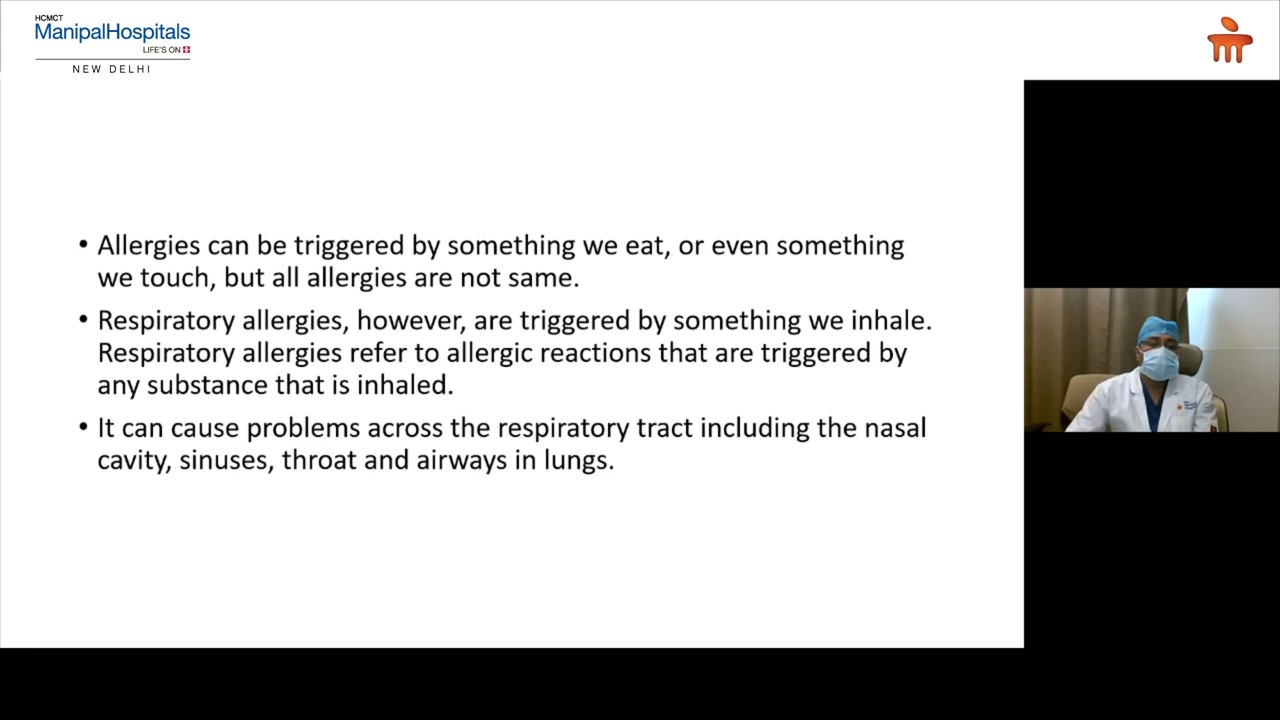 HCMCT
ManipalHospitals
LIFE'S ON
NEW DELHI
• Allergies can be triggered by something we eat, or even something
we touch, but all allergies are not same.
• Respiratory allergies, however, are triggered by something we inhale.
Respiratory allergies refer to allergic reactions that are triggered by
any substance that is inhaled.
• It can cause problems across the respiratory tract including the nasal
cavity, sinuses, throat and airways in lungs.